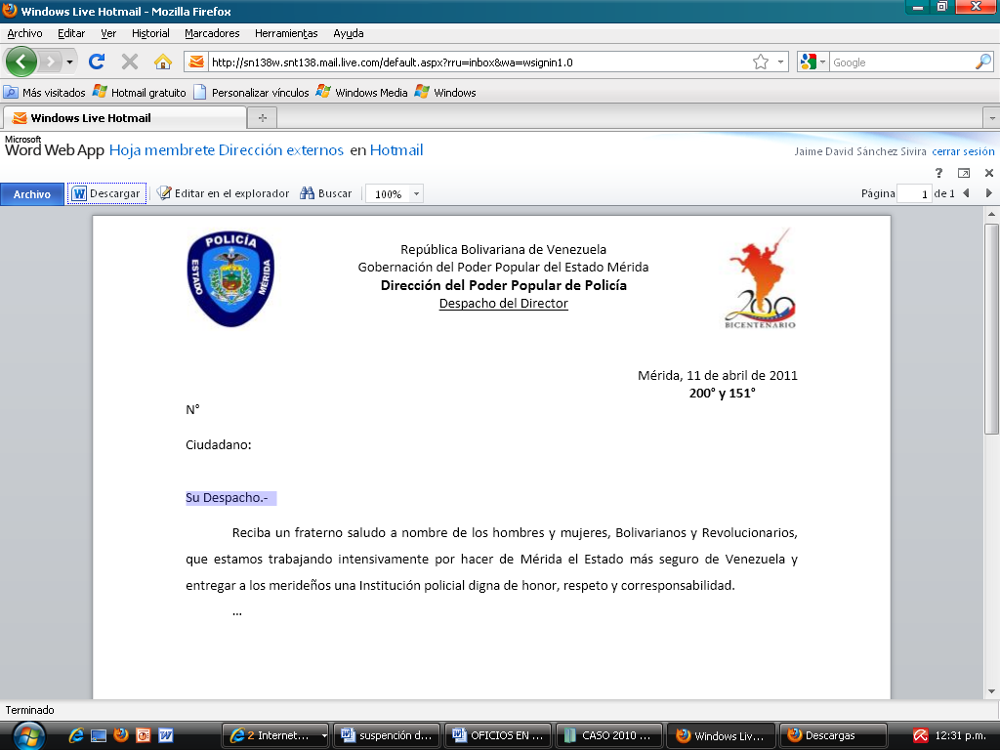 Windows Live Hotmail - Mozilla Firefox
Archivo Editar Ver Historial Marcadores Herramientas Ayuda
http://sn138w.snt138.mail.live.com/default.aspx?rru=inbox&wa=wsignin1.0
Google
Más visitados Hotmail gratuito Personalizar vínculos Windows Media Windows
Windows Live Hotmail
Microsoft
Word Web App Hoja membrete Dirección externos en Hotmail
Jaime David Sánchez Sivira cerrar sesión
Archivo Descargar Editar en el explorador Buscar 100% Página 1 de 1
POLICÍA
ESTADO MÉRIDA
República Bolivariana de Venezuela
Gobernación del Poder Popular del Estado Mérida
Dirección del Poder Popular de Policía
Despacho del Director
200
BICENTENARIO
Mérida, 11 de abril de 2011
200° y 151°
N°
Ciudadano:
Su Despacho.-
Reciba un fraterno saludo a nombre de los hombres y mujeres, Bolivarianos y Revolucionarios,
que estamos trabajando intensivamente por hacer de Mérida el Estado más seguro de Venezuela y
entregar a los merideños una Institución policial digna de honor, respeto y corresponsabilidad.
...
Terminado
2 Internet... suspención d... OFICIOS EN ... CASO 2010 ... Windows Liv... Descargas 12:31 p.m.